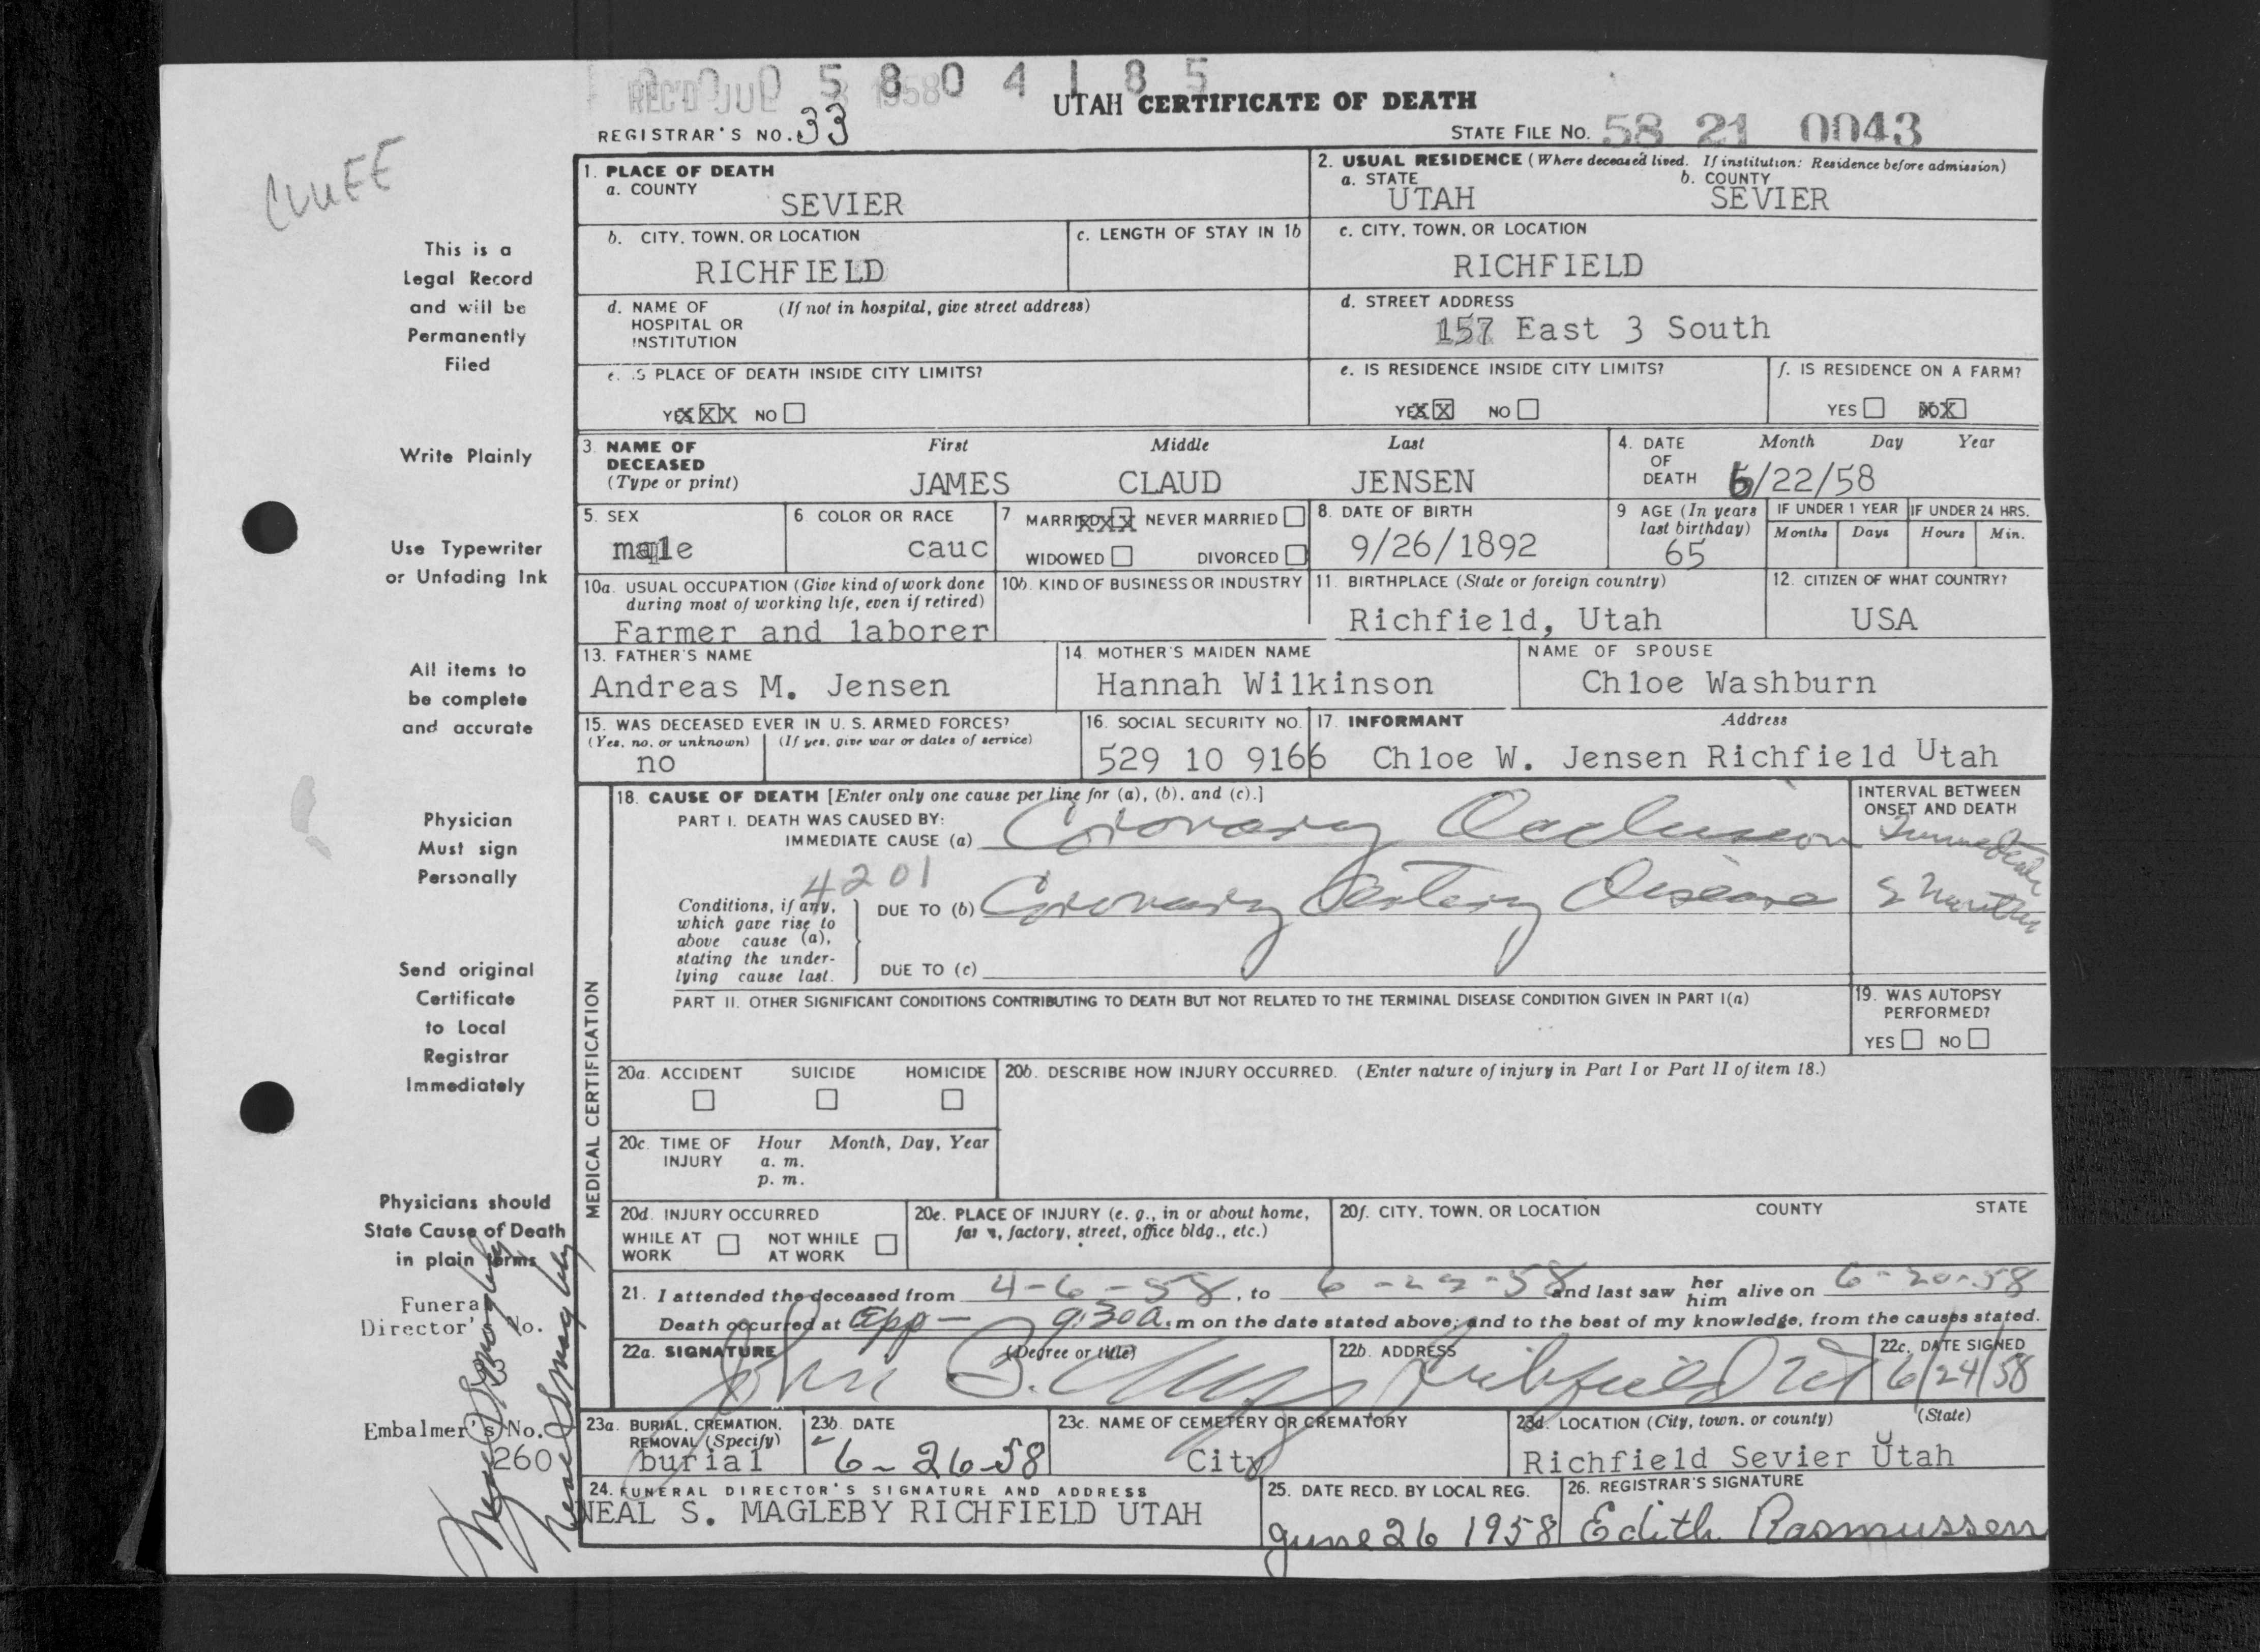 REC'D JUL 8 1958
0 0 0 5 8 0 4 1 8 5
UTAH CERTIFICATE OF DEATH
REGISTRAR'S NO. 33
STATE FILE NO. 58 21 0043
This is a
Legal Record
and will be
Permanently
Filed
Write Plainly
Use Typewriter
or Unfading Ink
All items to
be complete
and accurate
Physician
Must sign
Personally
Send original
Certificate
to Local
Registrar
Immediately
Physicians should
State Cause of Death
in plain terms
Funeral
Director's No.
Embalmer's No.
260
1. PLACE OF DEATH
a. COUNTY
SEVIER
2. USUAL RESIDENCE (Where deceased lived. If institution: Residence before admission)
a. STATE b. COUNTY
UTAH SEVIER
b. CITY, TOWN, OR LOCATION
RICHFIELD
c. LENGTH OF STAY IN 1b
c. CITY, TOWN, OR LOCATION
RICHFIELD
d. NAME OF (If not in hospital, give street address)
HOSPITAL OR
INSTITUTION
d. STREET ADDRESS
157 East 3 South
e. IS PLACE OF DEATH INSIDE CITY LIMITS?
YES XXX NO
e. IS RESIDENCE INSIDE CITY LIMITS?
YES XX NO
f. IS RESIDENCE ON A FARM?
YES NO XX
3. NAME OF First Middle Last
DECEASED
(Type or print) JAMES CLAUD JENSEN
4. DATE Month Day Year
OF
DEATH 6/22/58
5. SEX
male
6 COLOR OR RACE
cauc
7 MARRIED XXX NEVER MARRIED
WIDOWED DIVORCED
8. DATE OF BIRTH
9/26/1892
9 AGE (In years
last birthday)
65
IF UNDER 1 YEAR IF UNDER 24 HRS.
Months Days Hours Min.
10a. USUAL OCCUPATION (Give kind of work done
during most of working life, even if retired)
Farmer and laborer
10b. KIND OF BUSINESS OR INDUSTRY
11. BIRTHPLACE (State or foreign country)
Richfield, Utah
12. CITIZEN OF WHAT COUNTRY?
USA
13. FATHER'S NAME
Andreas M. Jensen
14. MOTHER'S MAIDEN NAME
Hannah Wilkinson
NAME OF SPOUSE
Chloe Washburn
15. WAS DECEASED EVER IN U. S. ARMED FORCES?
(Yes, no, or unknown) (If yes, give war or dates of service)
no
16. SOCIAL SECURITY NO.
529 10 9166
17. INFORMANT Address
Chloe W. Jensen Richfield Utah
MEDICAL CERTIFICATION
18. CAUSE OF DEATH [Enter only one cause per line for (a), (b), and (c).]
PART I. DEATH WAS CAUSED BY:
IMMEDIATE CAUSE (a) Coronary Occlusion
INTERVAL BETWEEN
ONSET AND DEATH
Immediate
4201
Conditions, if any,
which gave rise to
above cause (a),
stating the under-
lying cause last.
DUE TO (b) Coronary Artery Disease
DUE TO (c)
PART II. OTHER SIGNIFICANT CONDITIONS CONTRIBUTING TO DEATH BUT NOT RELATED TO THE TERMINAL DISEASE CONDITION GIVEN IN PART I(a)
19. WAS AUTOPSY
PERFORMED?
YES NO
20a. ACCIDENT SUICIDE HOMICIDE
20b. DESCRIBE HOW INJURY OCCURRED. (Enter nature of injury in Part I or Part II of item 18.)
20c. TIME OF Hour Month, Day, Year
INJURY a. m.
p. m.
20d. INJURY OCCURRED
WHILE AT NOT WHILE
WORK AT WORK
20e. PLACE OF INJURY (e. g., in or about home,
farm, factory, street, office bldg., etc.)
20f. CITY, TOWN, OR LOCATION COUNTY STATE
21. I attended the deceased from 4-6-58, to 6-22-58 and last saw her him alive on 6-20-58
Death occurred at app- 9:30 a. m on the date stated above; and to the best of my knowledge, from the causes stated.
22a. SIGNATURE (Degree or title)
22b. ADDRESS
Richfield Ut
22c. DATE SIGNED
6/24/58
23a. BURIAL, CREMATION,
REMOVAL (Specify)
burial
23b. DATE
6-26-58
23c. NAME OF CEMETERY OR CREMATORY
City
23d. LOCATION (City, town, or county) (State)
Richfield Sevier Utah
24. FUNERAL DIRECTOR'S SIGNATURE AND ADDRESS
NEAL S. MAGLEBY RICHFIELD UTAH
25. DATE RECD. BY LOCAL REG.
June 26 1958
26. REGISTRAR'S SIGNATURE
Edith Rasmussen
Neal S Magleby
Neal S Magleby